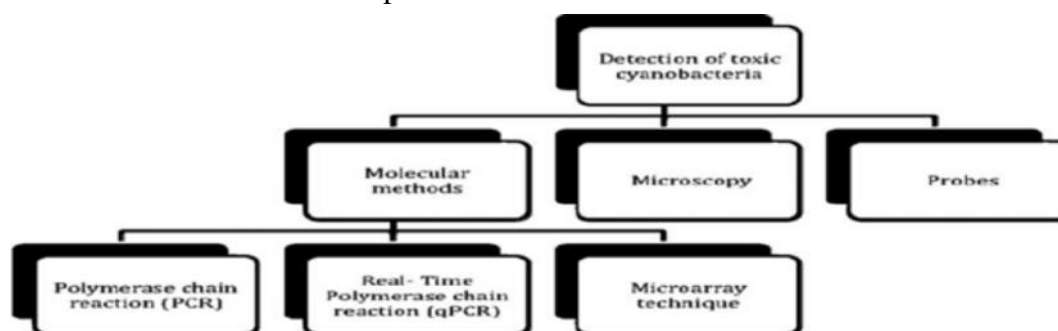 Detection of toxic
cyanobacteria
Molecular
methods
Microscopy
Probes
Polymerase chain
reaction (PCR)
Real- Time
Polymerase chain
reaction (qPCR)
Microarray
technique